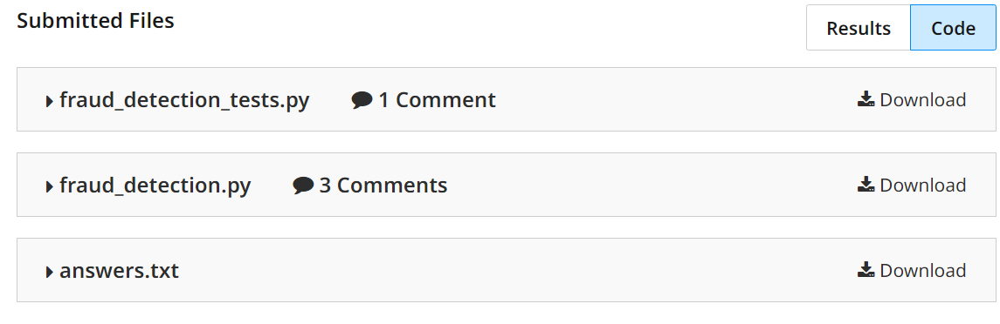 Submitted Files
Results
Code
fraud_detection_tests.py 1 Comment Download
fraud_detection.py 3 Comments Download
answers.txt Download